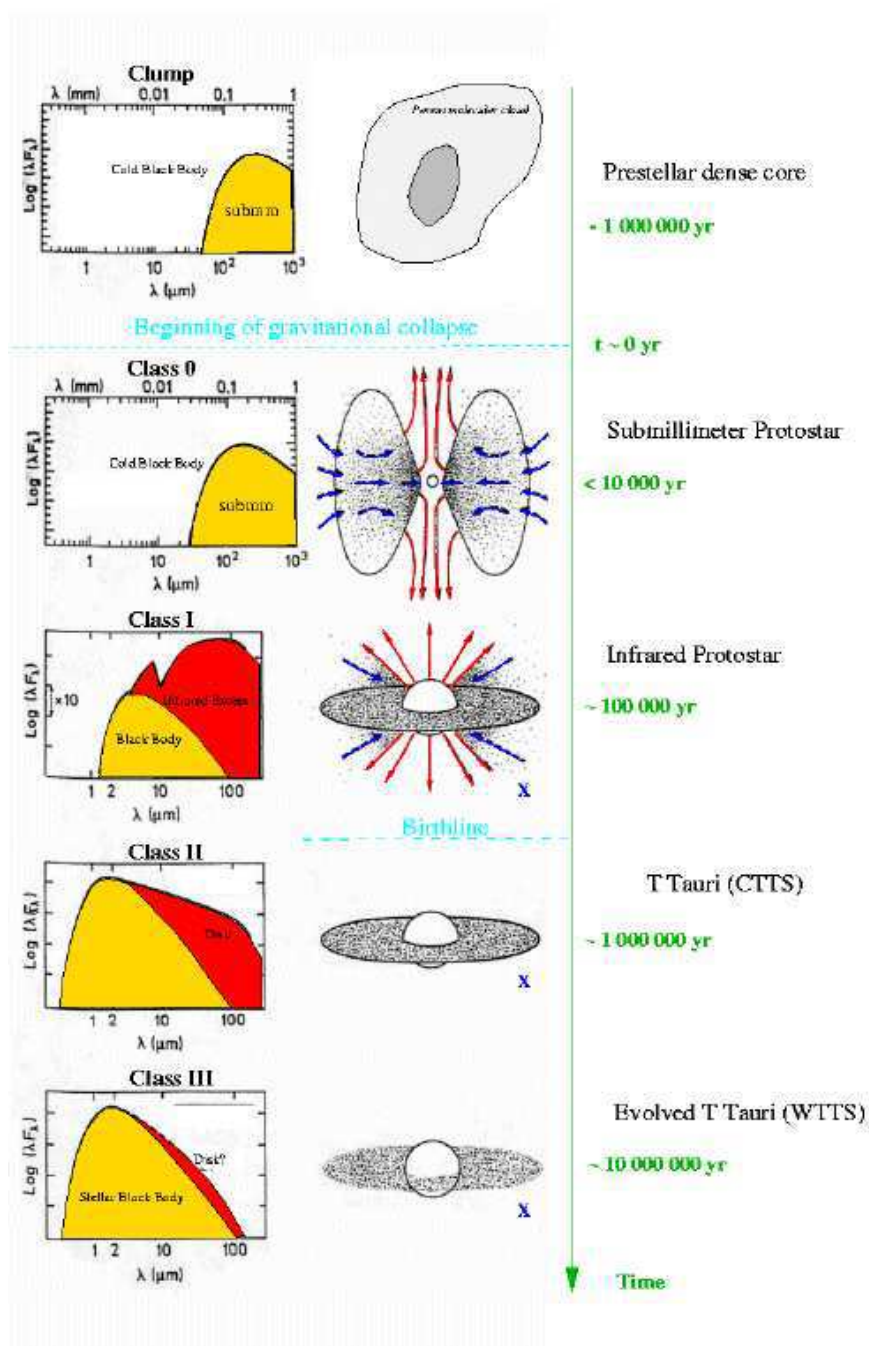 Clump
λ (mm) 0.01 0.1 1
Log (λFλ)
Cold Black Body
submm
1 10 10² 10³
λ (μm)
Prestellar dense core
- 1 000 000 yr
Beginning of gravitational collapse
t ~ 0 yr
Class 0
λ (mm) 0.01 0.1 1
Log (λFλ)
Cold Black Body
submm
1 10 10² 10³
λ (μm)
Submillimeter Protostar
< 10 000 yr
Class I
Log (λFλ)
×10
Infrared Excess
Black Body
1 2 10 100
λ (μm)
X
Infrared Protostar
~ 100 000 yr
Birthline
Class II
Log (λFλ)
Disk
1 2 10 100
λ (μm)
X
T Tauri (CTTS)
~ 1 000 000 yr
Class III
Log (λFλ)
Disk?
Stellar Black Body
1 2 10 100
λ (μm)
X
Evolved T Tauri (WTTS)
~ 10 000 000 yr
Time